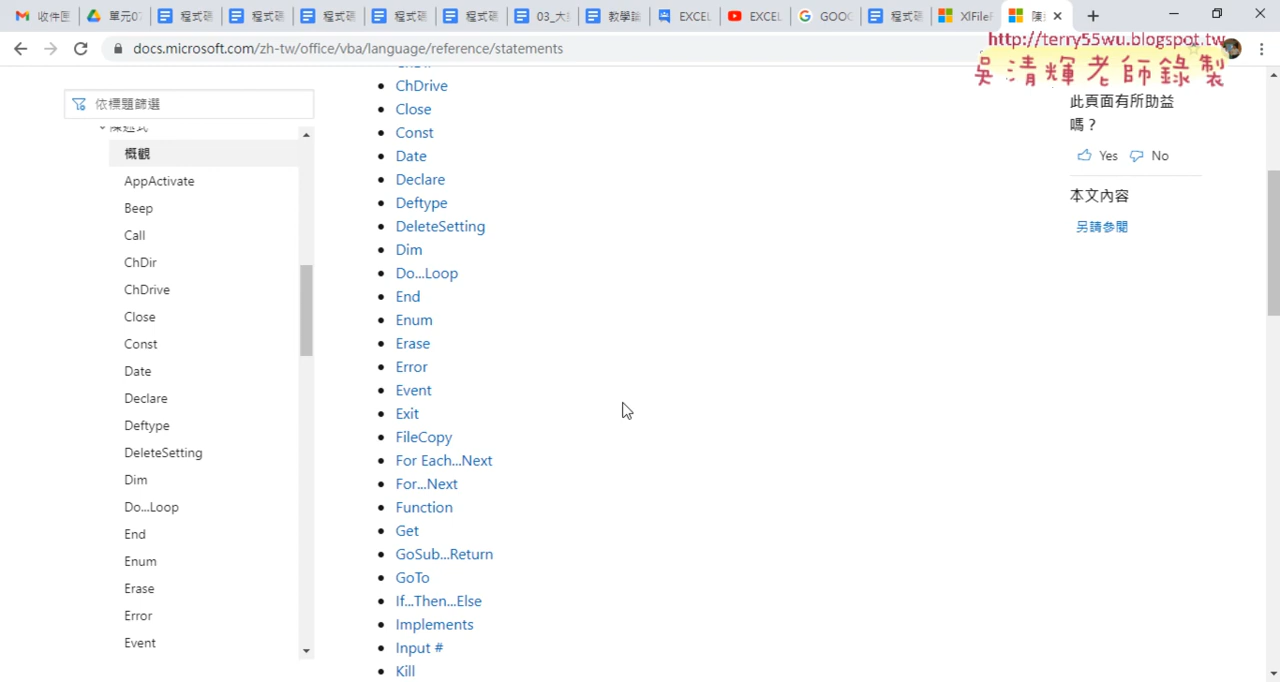 收件匣
單元07
程式碼
程式碼
程式碼
程式碼
程式碼
03_大
教學論
EXCEL
EXCEL
GOOG
程式碼
XlFileF
陳述
docs.microsoft.com/zh-tw/office/vba/language/reference/statements
http://terry55wu.blogspot.tw
吳清輝老師錄製
依標題篩選
陳述式
概觀
AppActivate
Beep
Call
ChDir
ChDrive
Close
Const
Date
Declare
Deftype
DeleteSetting
Dim
Do...Loop
End
Enum
Erase
Error
Event
ChDir
ChDrive
Close
Const
Date
Declare
Deftype
DeleteSetting
Dim
Do...Loop
End
Enum
Erase
Error
Event
Exit
FileCopy
For Each...Next
For...Next
Function
Get
GoSub...Return
GoTo
If...Then...Else
Implements
Input #
Kill
此頁面有所助益
嗎？
Yes No
本文內容
另請參閱